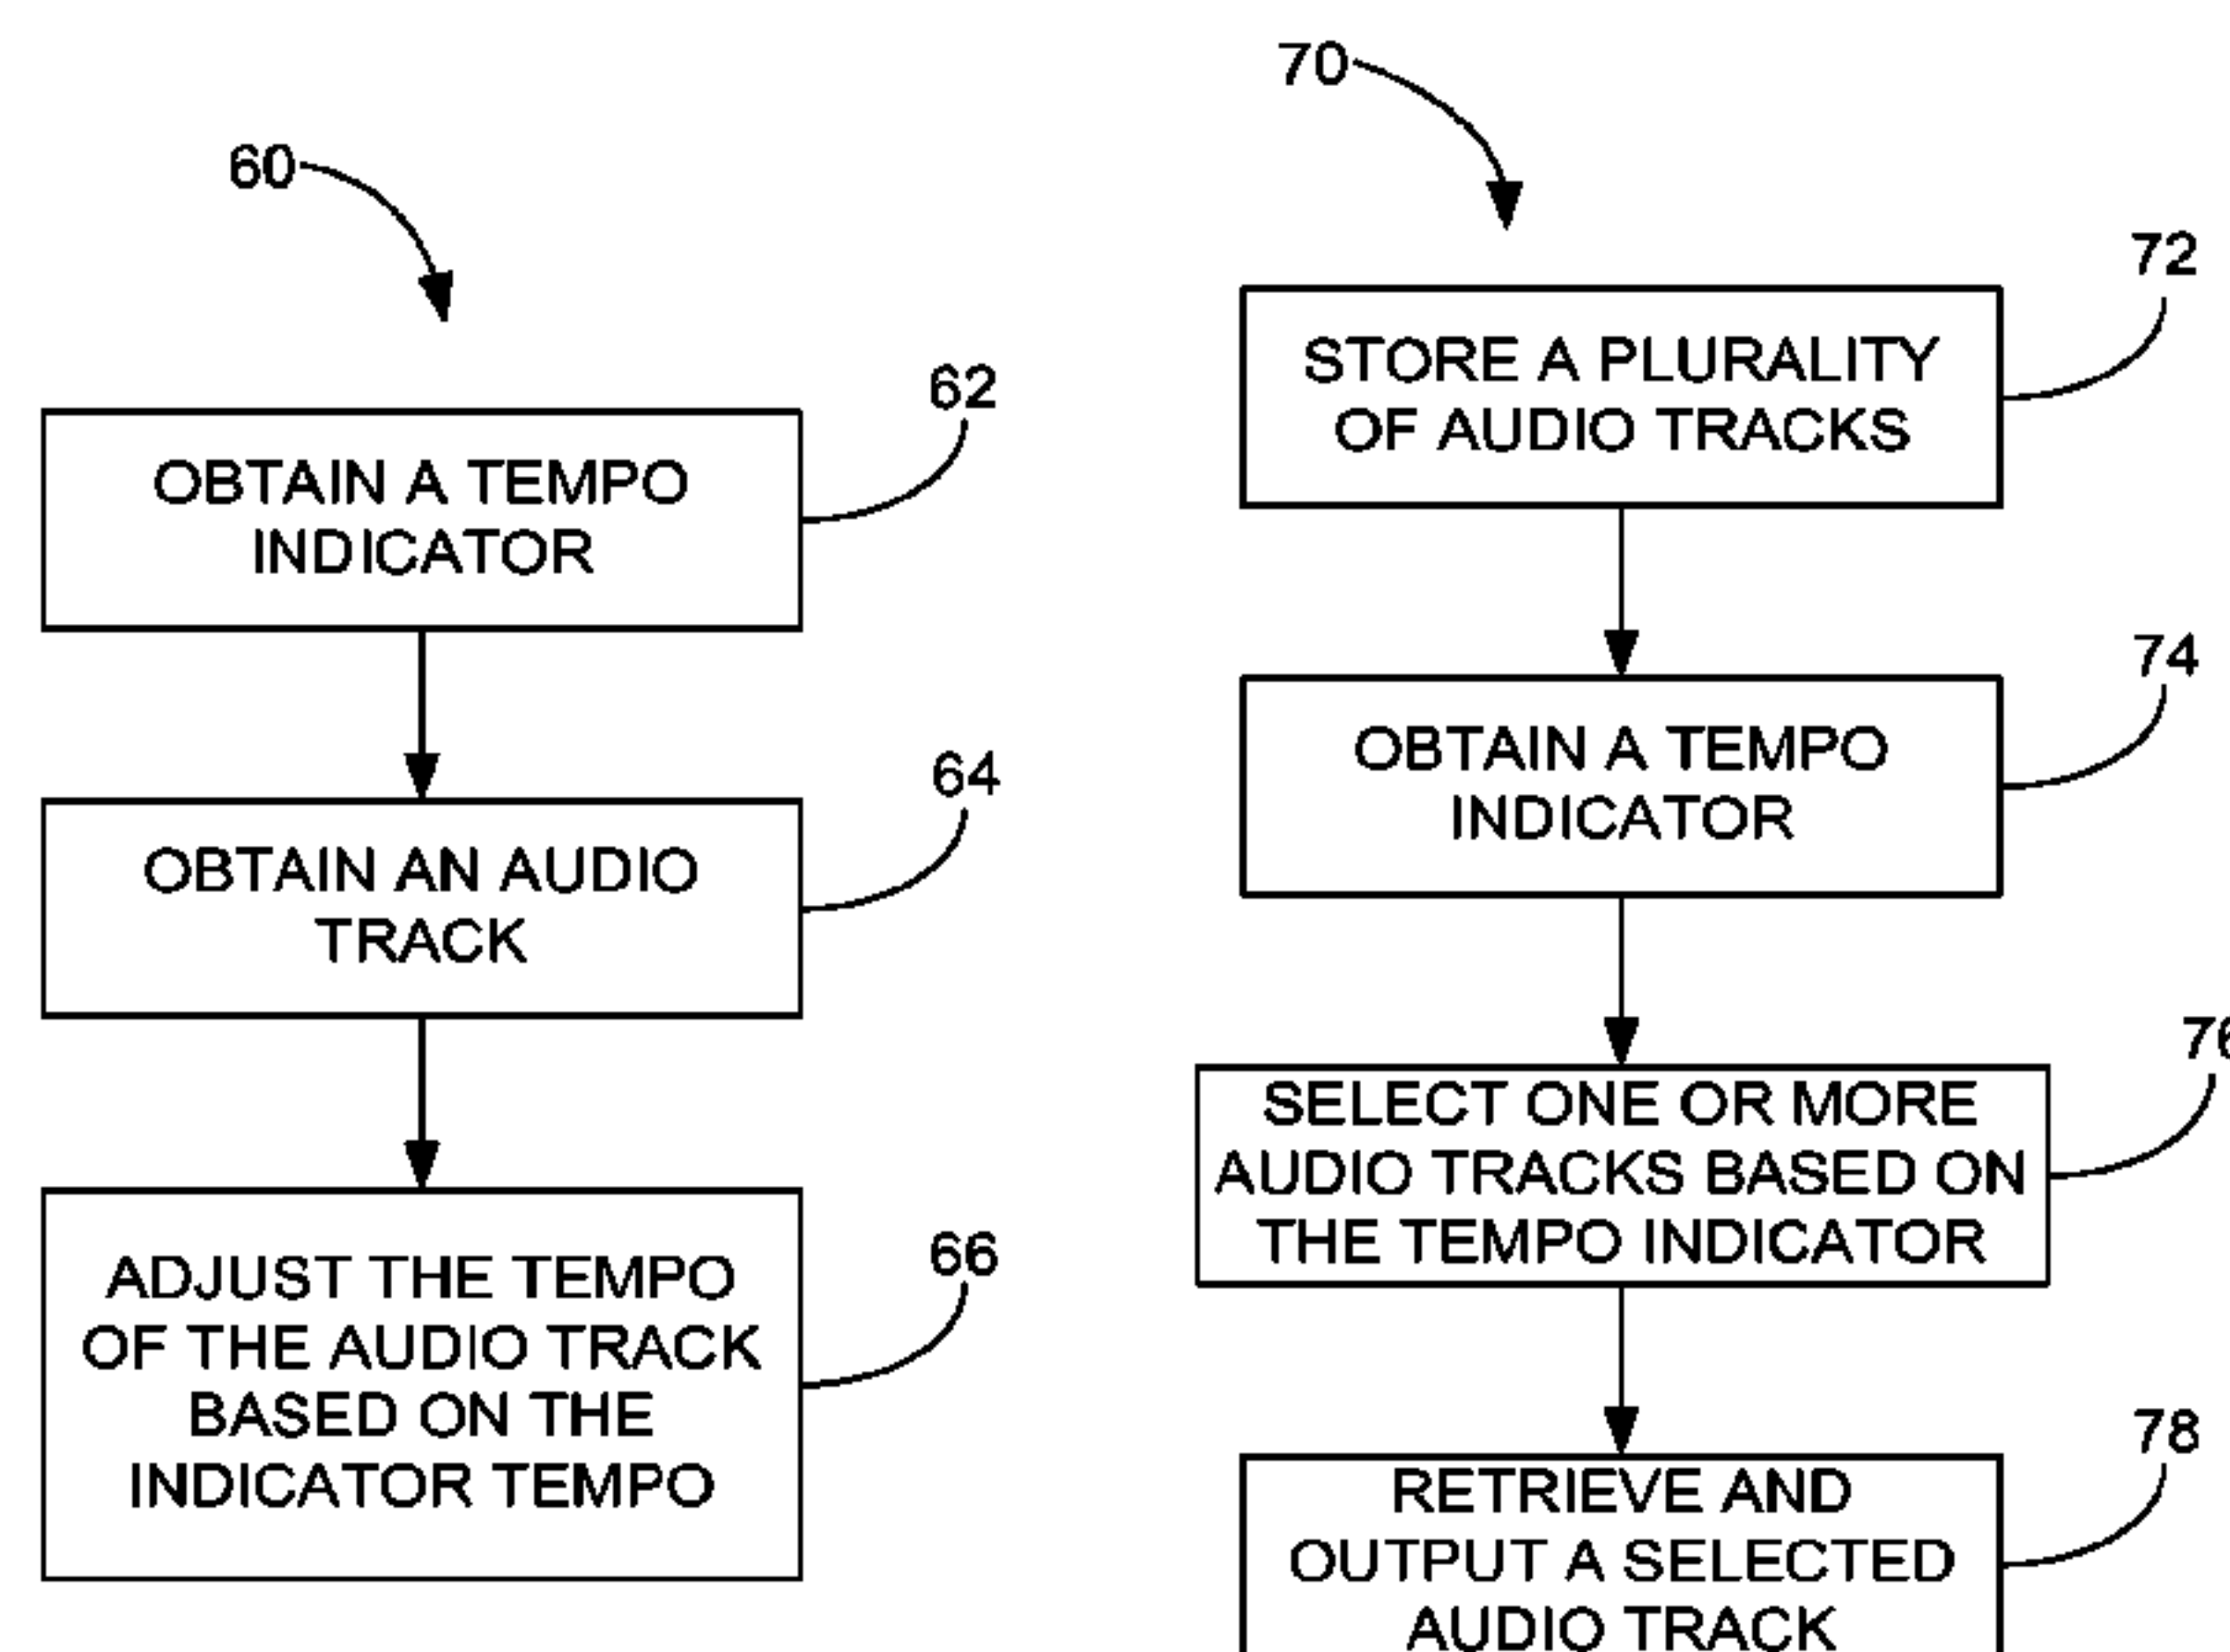 60
62
OBTAIN A TEMPO
INDICATOR
64
OBTAIN AN AUDIO
TRACK
66
ADJUST THE TEMPO
OF THE AUDIO TRACK
BASED ON THE
INDICATOR TEMPO
70
72
STORE A PLURALITY
OF AUDIO TRACKS
74
OBTAIN A TEMPO
INDICATOR
76
SELECT ONE OR MORE
AUDIO TRACKS BASED ON
THE TEMPO INDICATOR
78
RETRIEVE AND
OUTPUT A SELECTED
AUDIO TRACK